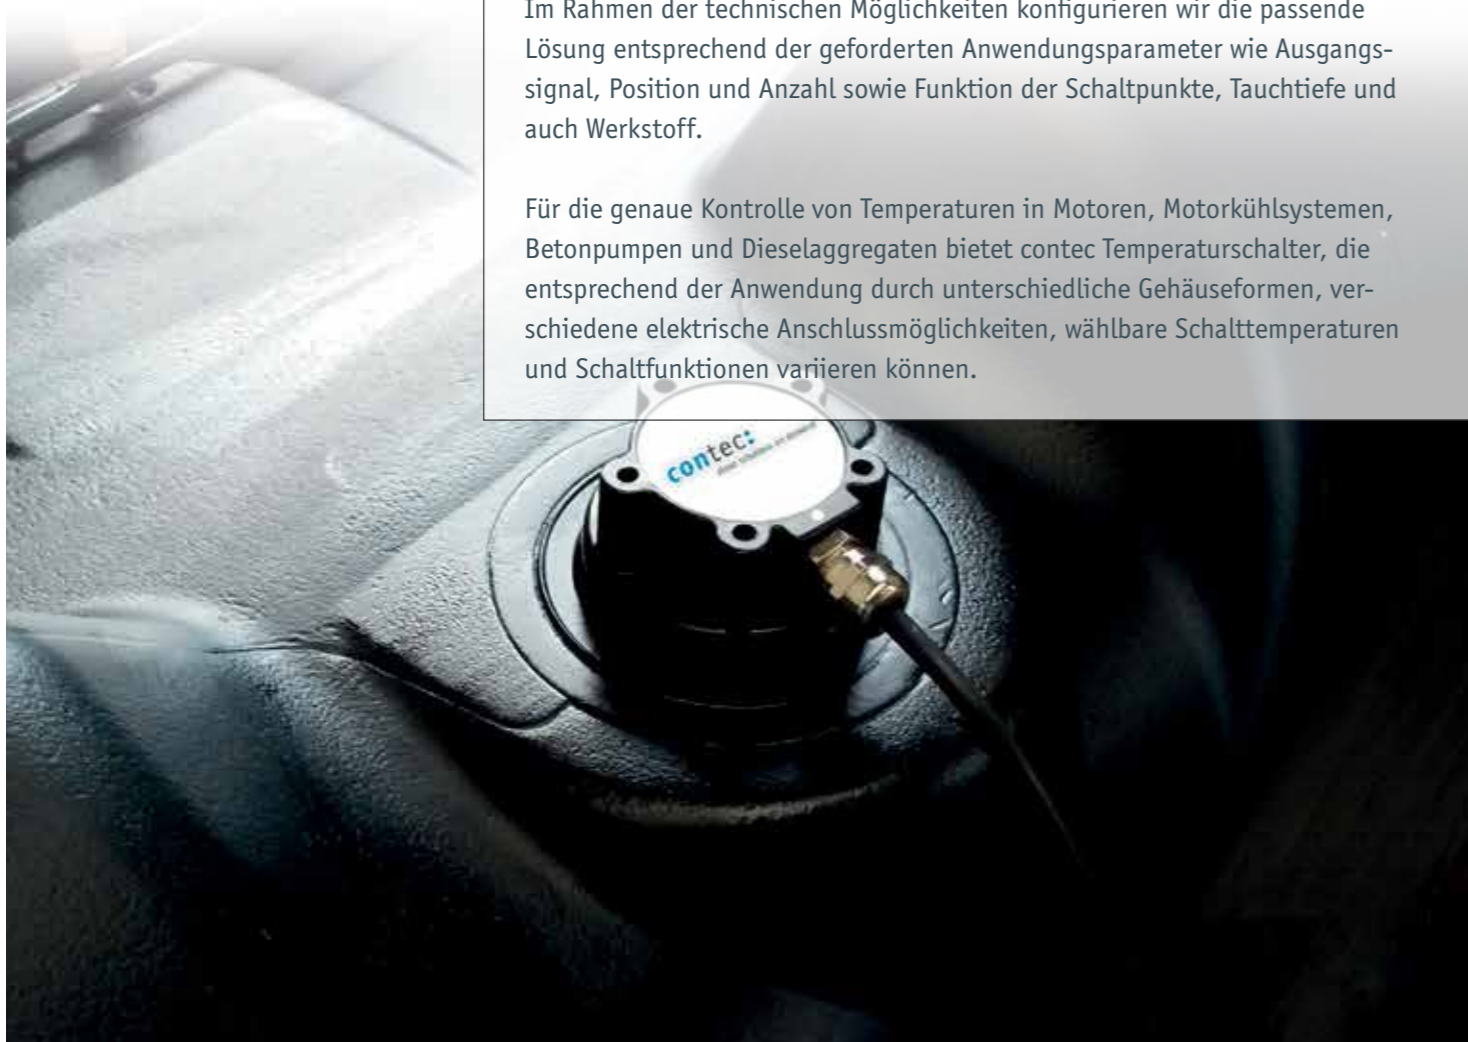 Im Rahmen der technischen Möglichkeiten konfigurieren wir die passende
Lösung entsprechend der geforderten Anwendungsparameter wie Ausgangs-
signal, Position und Anzahl sowie Funktion der Schaltpunkte, Tauchtiefe und
auch Werkstoff.
Für die genaue Kontrolle von Temperaturen in Motoren, Motorkühlsystemen,
Betonpumpen und Dieselaggregaten bietet contec Temperaturschalter, die
entsprechend der Anwendung durch unterschiedliche Gehäuseformen, ver-
schiedene elektrische Anschlussmöglichkeiten, wählbare Schalttemperaturen
und Schaltfunktionen variieren können.
contec: